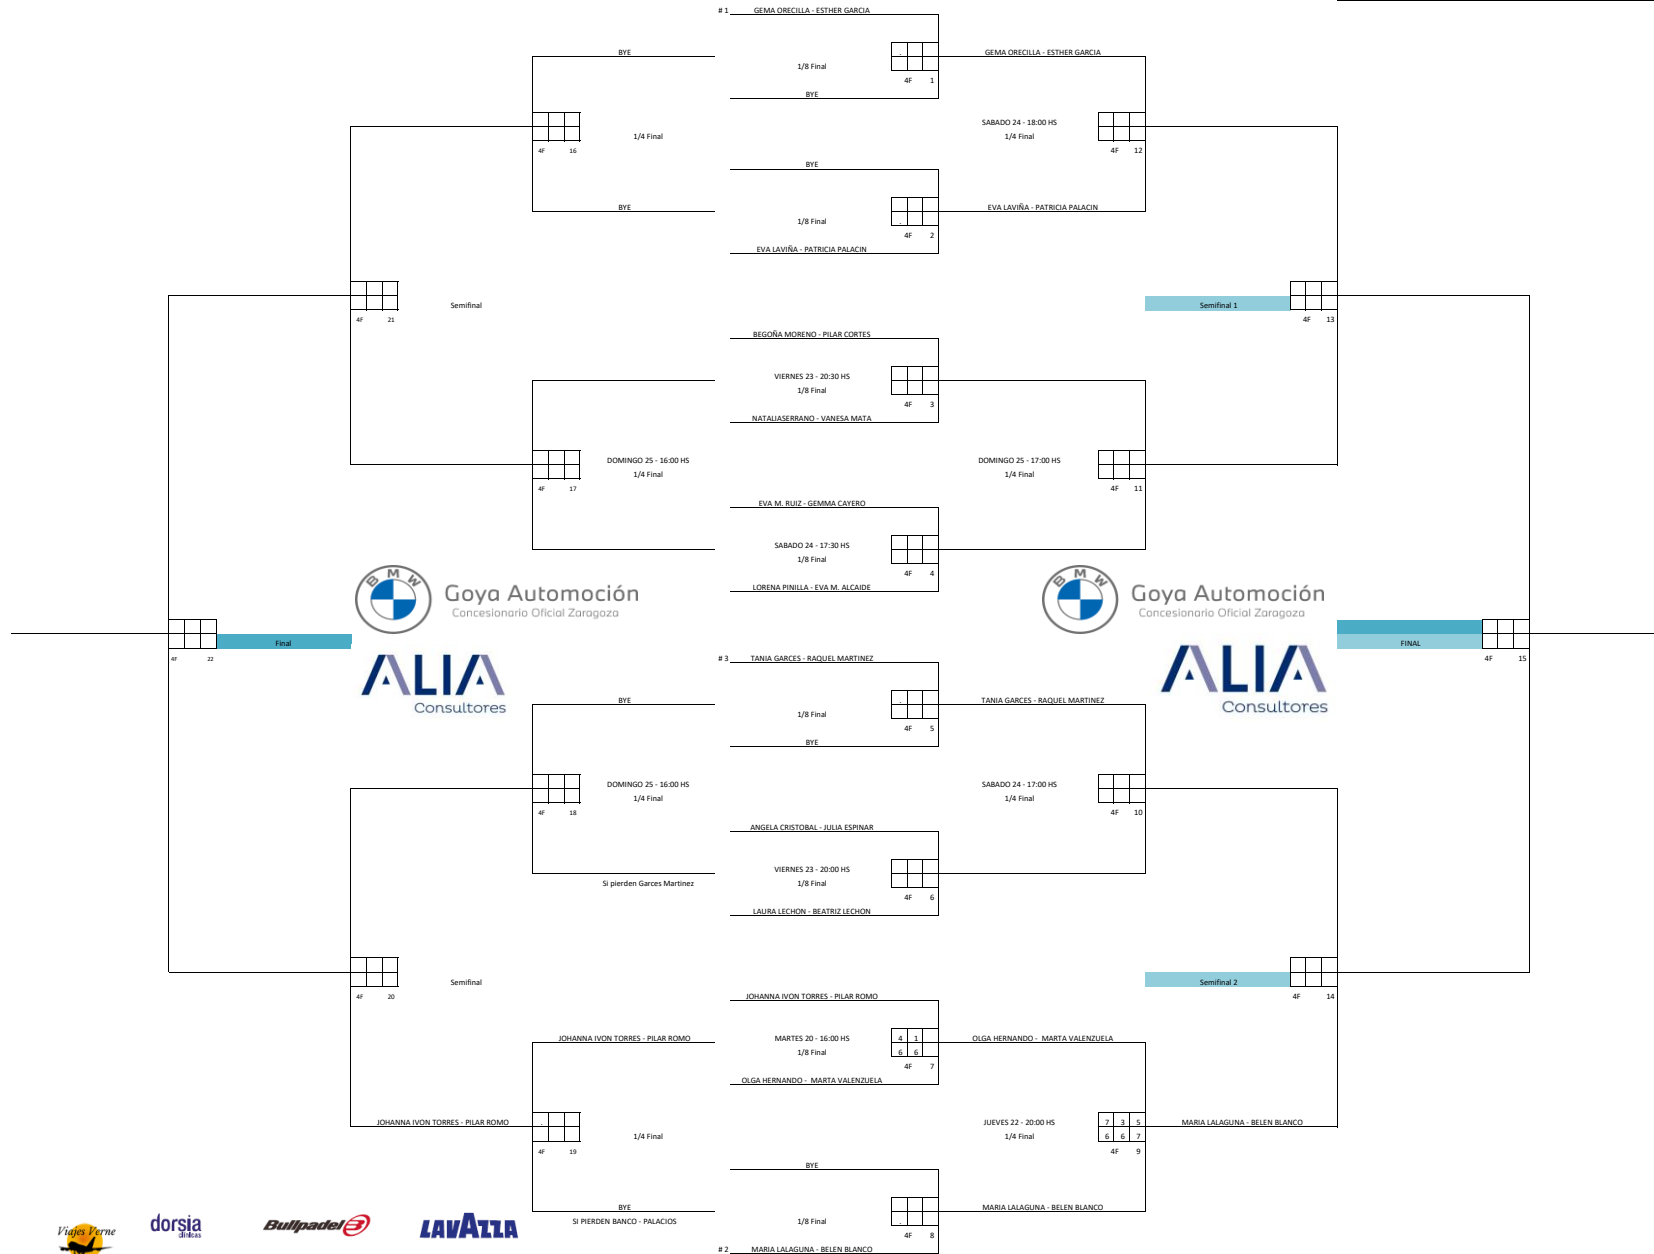 # 1 GEMA ORECILLA - ESTHER GARCIA
BYE GEMA ORECILLA - ESTHER GARCIA
1/8 Final
4F 1
BYE
SABADO 24 - 18:00 HS
1/4 Final 1/4 Final
4F 16 4F 12
BYE
BYE EVA LAVIÑA - PATRICIA PALACIN
1/8 Final
4F 2
EVA LAVIÑA - PATRICIA PALACIN
Semifinal Semifinal 1
4F 21 4F 13
BEGOÑA MORENO - PILAR CORTES
VIERNES 23 - 20:30 HS
1/8 Final
4F 3
NATALIASERRANO - VANESA MATA
DOMINGO 25 - 16:00 HS DOMINGO 25 - 17:00 HS
1/4 Final 1/4 Final
4F 17 4F 11
EVA M. RUIZ - GEMMA CAYERO
SABADO 24 - 17:30 HS
1/8 Final
4F 4
LORENA PINILLA - EVA M. ALCAIDE
BMW Goya Automoción BMW Goya Automoción
Concesionario Oficial Zaragoza Concesionario Oficial Zaragoza
Final FINAL
4F 22 4F 15
ALIA ALIA
Consultores Consultores
# 3 TANIA GARCES - RAQUEL MARTINEZ
BYE TANIA GARCES - RAQUEL MARTINEZ
1/8 Final
4F 5
BYE
DOMINGO 25 - 16:00 HS SABADO 24 - 17:00 HS
1/4 Final 1/4 Final
4F 18 4F 10
ANGELA CRISTOBAL - JULIA ESPINAR
VIERNES 23 - 20:00 HS
Si pierden Garces Martinez 1/8 Final
4F 6
LAURA LECHON - BEATRIZ LECHON
Semifinal Semifinal 2
4F 20 4F 14
JOHANNA IVON TORRES - PILAR ROMO
JOHANNA IVON TORRES - PILAR ROMO MARTES 20 - 16:00 HS 4 1 OLGA HERNANDO - MARTA VALENZUELA
1/8 Final 6 6
4F 7
OLGA HERNANDO - MARTA VALENZUELA
JOHANNA IVON TORRES - PILAR ROMO JUEVES 22 - 20:00 HS 7 3 5 MARIA LALAGUNA - BELEN BLANCO
1/4 Final 1/4 Final 6 6 7
4F 19 4F 9
BYE
BYE MARIA LALAGUNA - BELEN BLANCO
SI PIERDEN BANCO - PALACIOS 1/8 Final
4F 8
# 2 MARIA LALAGUNA - BELEN BLANCO
Viajes Verne dorsia clínicas Bullpadel LAVAZZA